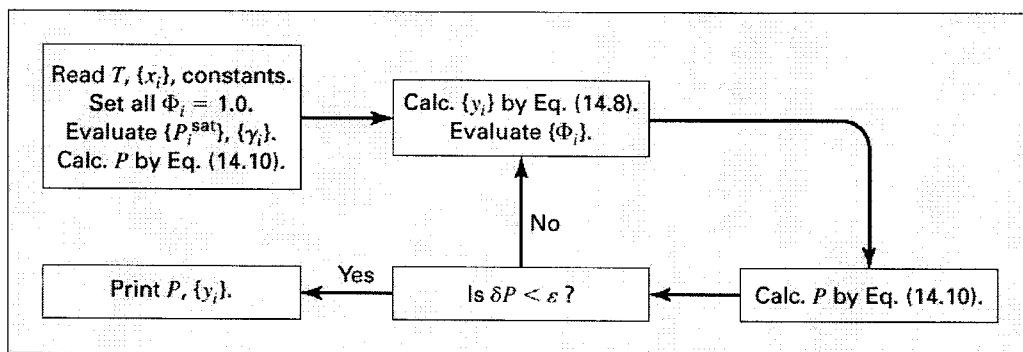 Read T, {xᵢ}, constants.
Set all Φᵢ = 1.0.
Evaluate {Pᵢˢᵃᵗ}, {γᵢ}.
Calc. P by Eq. (14.10).
Calc. {yᵢ} by Eq. (14.8).
Evaluate {Φᵢ}.
No
Calc. P by Eq. (14.10).
Is δP < ε ?
Yes
Print P, {yᵢ}.